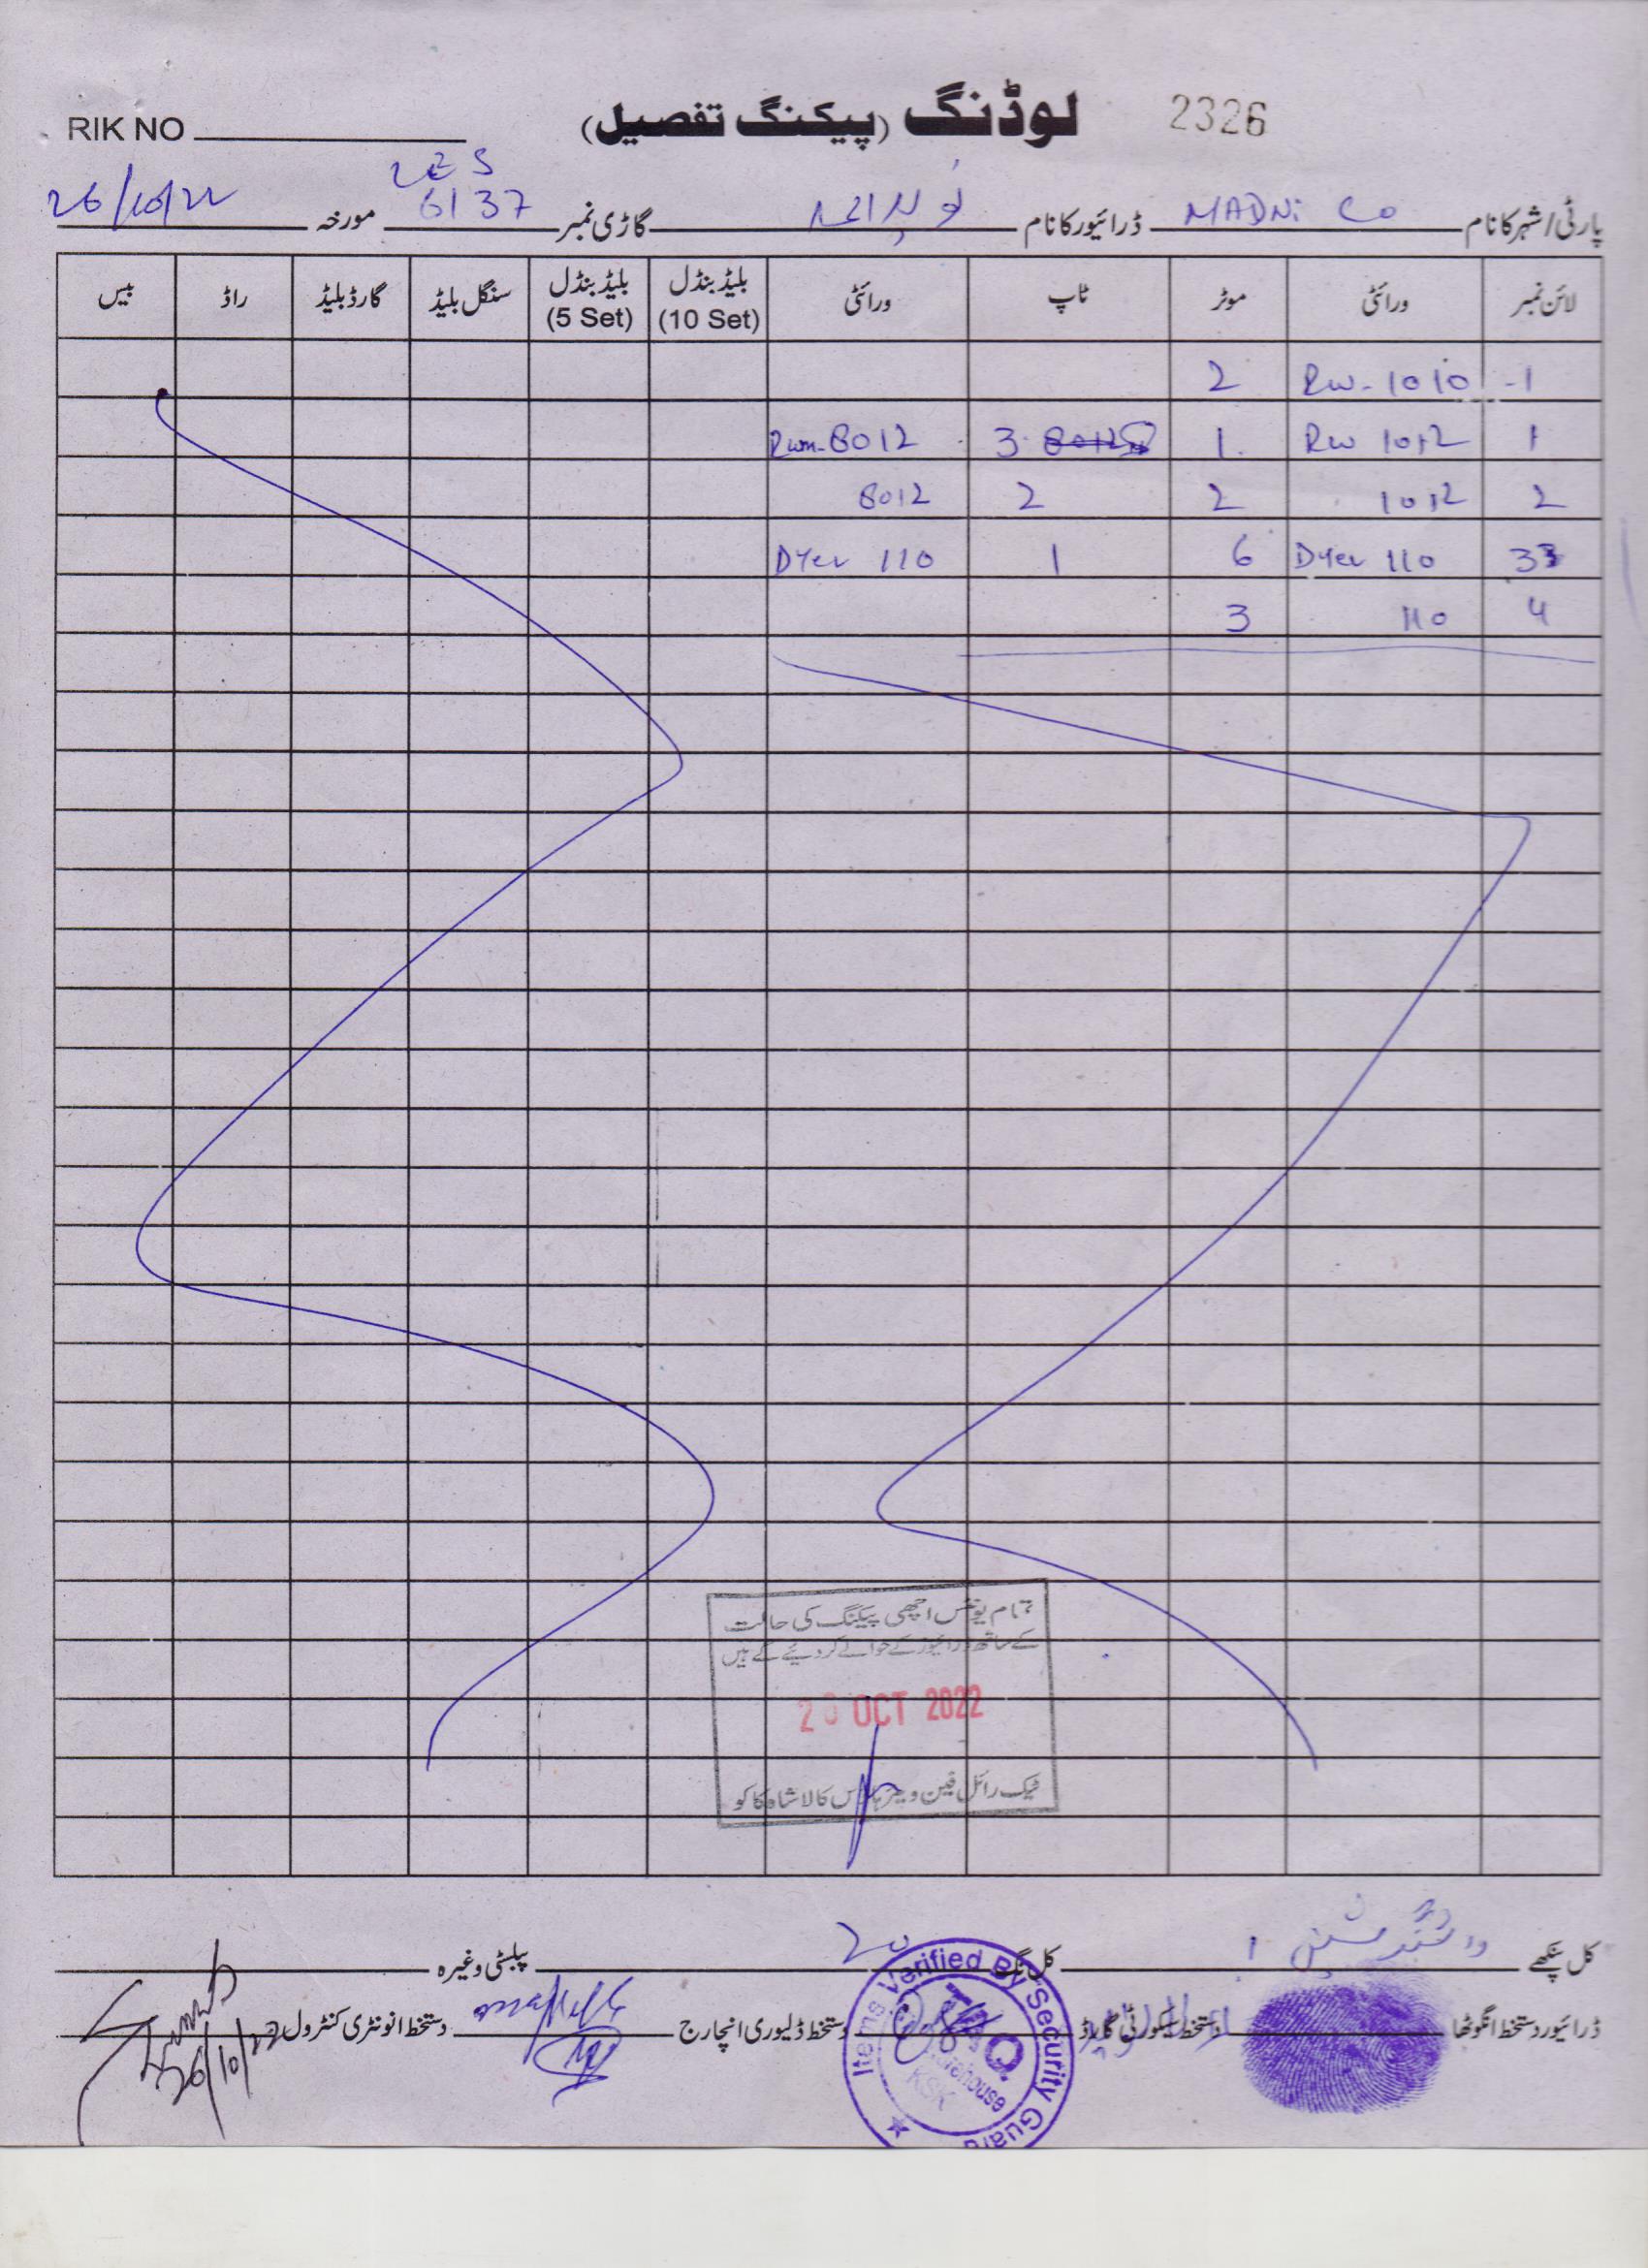 RIK NO لوڈنگ (پیکنگ تفصیل) 2326
پارٹی/شہر کا نام MADNi Co ڈرائیور کا نام گاڑی نمبر LES 6137 مورخہ 26/10/22
لائن نمبر ورائٹی موٹر ٹاپ ورائٹی بلیڈ بنڈل (10 Set) بلیڈ بنڈل (5 Set) سنگل بلیڈ گارڈ بلیڈ راڈ بیس
-1 Rw-1010 2
1 Rw 1012 1 3 Rwm-8012
2 1012 2 2 8012
3 Dyer 110 6 1 Dyer 110
4 110 3
تمام یونٹس اچھی پیکنگ کی حالت
کے ساتھ ڈرائیور کے حوالے کر دیئے گئے ہیں
OCT 2022
ٹیک رائل فین ویئر ہاؤس کالا شاہ کاکو
کل پنکھے کل نگ 20 پبلسٹی وغیرہ
ڈرائیور دستخط انگوٹھا دستخط سیکورٹی گارڈ دستخط ڈلیوری انچارج دستخط انونٹری کنٹرول
26/10/22
Items Verified By Security Guard
Warehouse
KSK